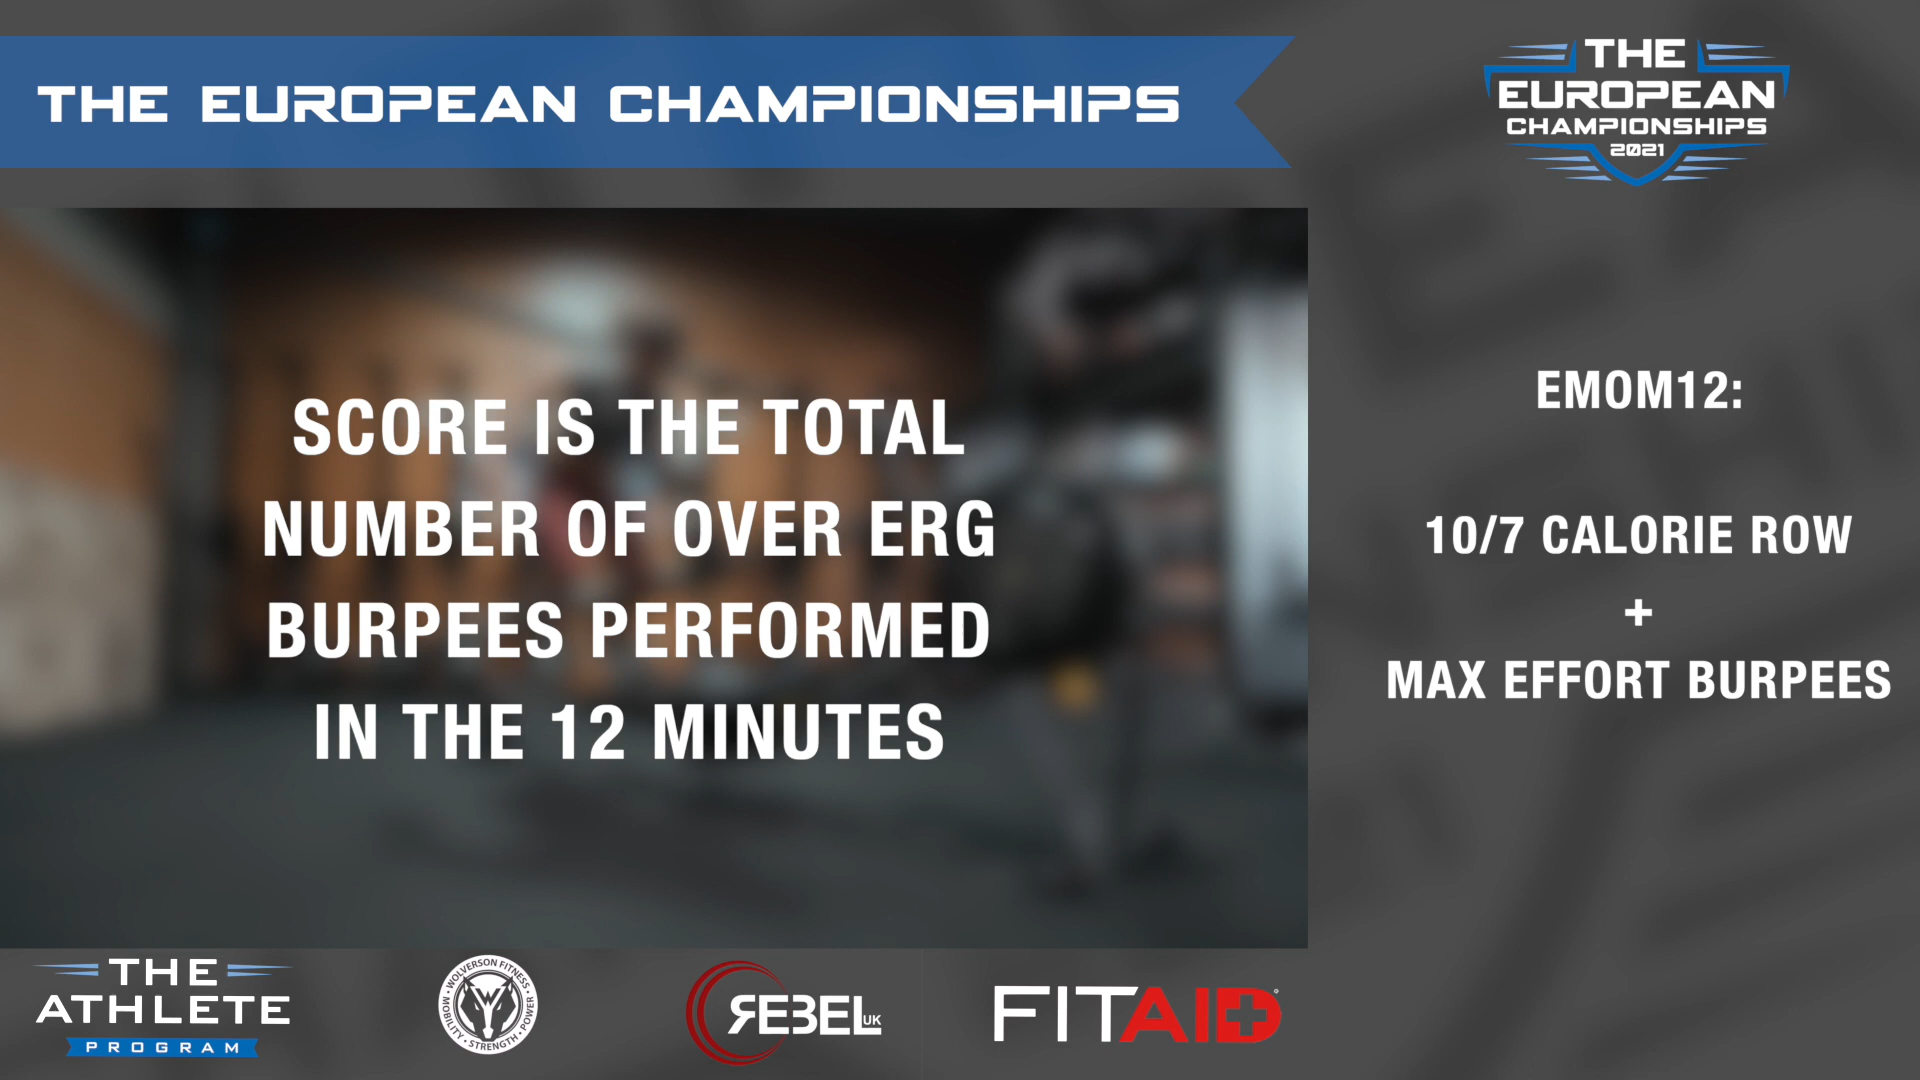 THE EUROPEAN CHAMPIONSHIPS
THE
EUROPEAN
CHAMPIONSHIPS
2021
SCORE IS THE TOTAL
NUMBER OF OVER ERG
BURPEES PERFORMED
IN THE 12 MINUTES
EMOM12:
10/7 CALORIE ROW
+
MAX EFFORT BURPEES
THE
ATHLETE
PROGRAM
WOLVERSON FITNESS
MOBILITY • STRENGTH • POWER
REBEL UK
FITAID